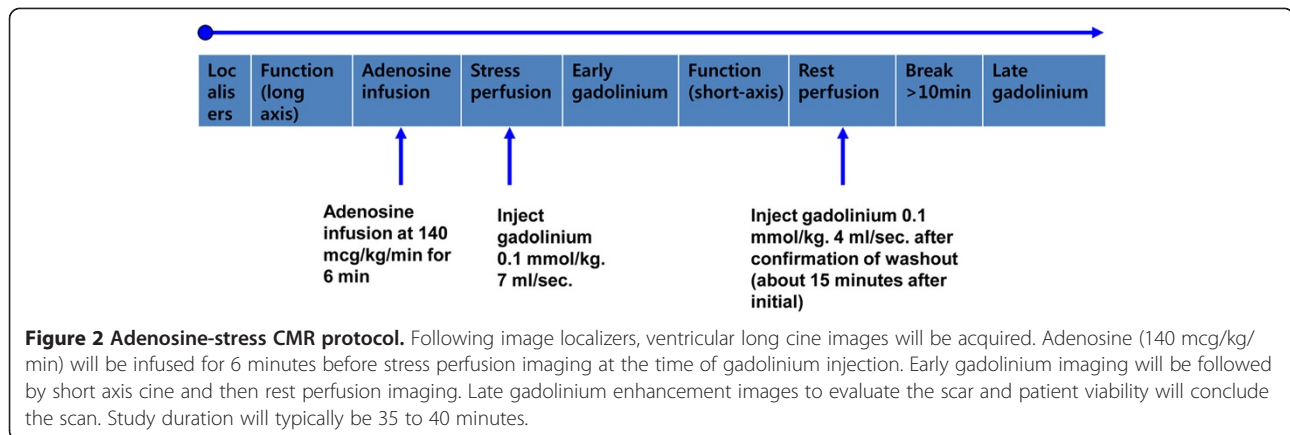 Loc
alis
ers
Function
(long
axis)
Adenosine
infusion
Stress
perfusion
Early
gadolinium
Function
(short-axis)
Rest
perfusion
Break
>10min
Late
gadolinium
Adenosine
infusion at 140
mcg/kg/min for
6 min
Inject
gadolinium
0.1 mmol/kg.
7 ml/sec.
Inject gadolinium 0.1
mmol/kg. 4 ml/sec. after
confirmation of washout
(about 15 minutes after
initial)
Figure 2 Adenosine-stress CMR protocol. Following image localizers, ventricular long cine images will be acquired. Adenosine (140 mcg/kg/
min) will be infused for 6 minutes before stress perfusion imaging at the time of gadolinium injection. Early gadolinium imaging will be followed
by short axis cine and then rest perfusion imaging. Late gadolinium enhancement images to evaluate the scar and patient viability will conclude
the scan. Study duration will typically be 35 to 40 minutes.